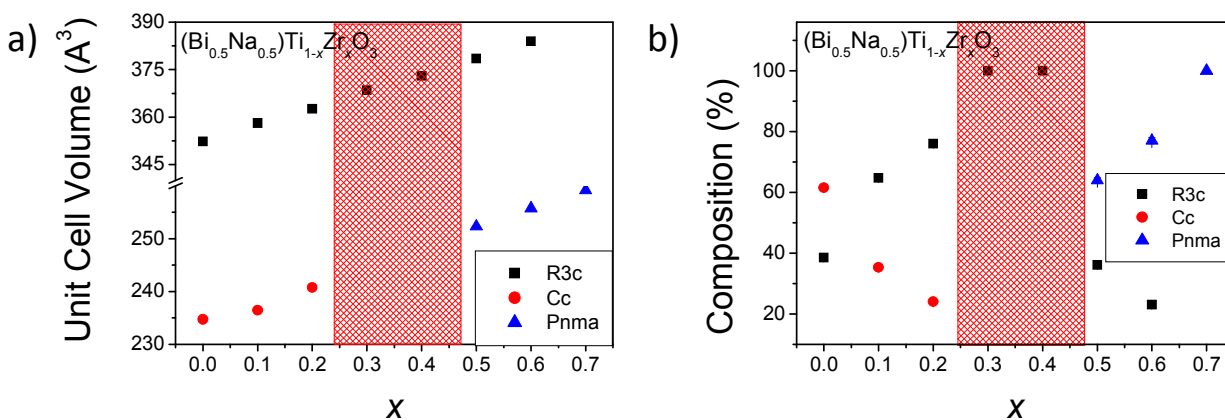 a)
Unit Cell Volume (A³)
390
375
360
345
250
240
230
(Bi₀.₅Na₀.₅)Ti₁₋ₓZrₓO₃
R3c
Cc
Pnma
0.0 0.1 0.2 0.3 0.4 0.5 0.6 0.7
x
b)
Composition (%)
100
80
60
40
20
(Bi₀.₅Na₀.₅)Ti₁₋ₓZrₓO₃
R3c
Cc
Pnma
0.0 0.1 0.2 0.3 0.4 0.5 0.6 0.7
x